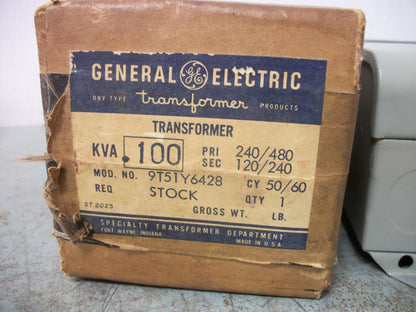 GENERAL GE ELECTRIC
DRY TYPE transformer PRODUCTS
TRANSFORMER
KVA .100 PRI 240/480
SEC 120/240
MOD. NO. 9T51Y6428 CY 50/60
REQ STOCK QTY 1
ST 2025 GROSS WT. LB.
SPECIALTY TRANSFORMER DEPARTMENT
FORT WAYNE, INDIANA MADE IN U.S.A.